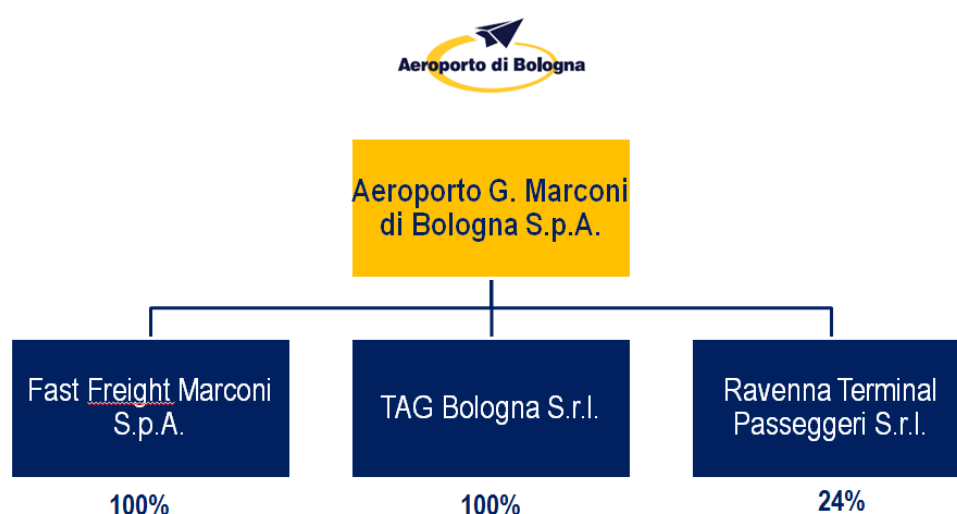 Aeroporto di Bologna
Aeroporto G. Marconi
di Bologna S.p.A.
Fast Freight Marconi
S.p.A.
TAG Bologna S.r.l.
Ravenna Terminal
Passeggeri S.r.l.
100%
100%
24%